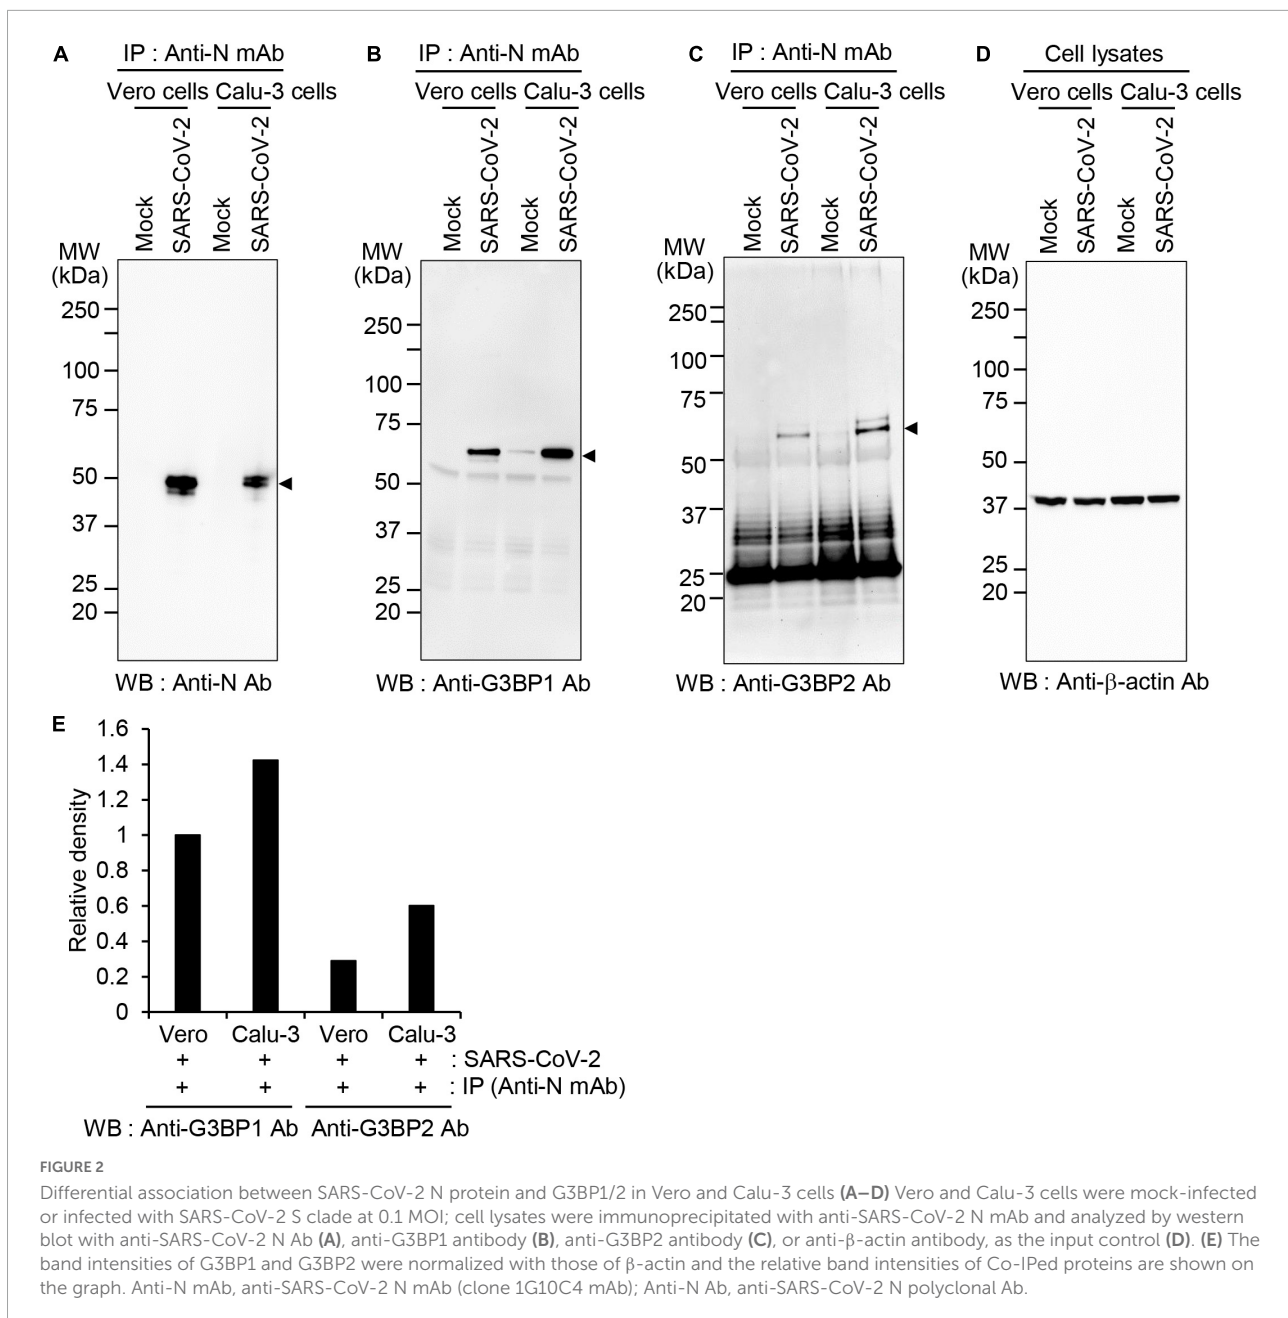 A
IP : Anti-N mAb
Vero cells Calu-3 cells
Mock
SARS-CoV-2
Mock
SARS-CoV-2
MW
(kDa)
250
100
75
50
37
25
20
WB : Anti-N Ab
B
IP : Anti-N mAb
Vero cells Calu-3 cells
Mock
SARS-CoV-2
Mock
SARS-CoV-2
MW
(kDa)
250
100
75
50
37
25
20
WB : Anti-G3BP1 Ab
C
IP : Anti-N mAb
Vero cells Calu-3 cells
Mock
SARS-CoV-2
Mock
SARS-CoV-2
MW
(kDa)
250
100
75
50
37
25
20
WB : Anti-G3BP2 Ab
D
Cell lysates
Vero cells Calu-3 cells
Mock
SARS-CoV-2
Mock
SARS-CoV-2
MW
(kDa)
250
100
75
50
37
25
20
WB : Anti-β-actin Ab
E
Relative density
1.6
1.4
1.2
1
0.8
0.6
0.4
0.2
0
Vero Calu-3 Vero Calu-3
+ + + + : SARS-CoV-2
+ + + + : IP (Anti-N mAb)
WB : Anti-G3BP1 Ab Anti-G3BP2 Ab
FIGURE 2
Differential association between SARS-CoV-2 N protein and G3BP1/2 in Vero and Calu-3 cells (A–D) Vero and Calu-3 cells were mock-infected
or infected with SARS-CoV-2 S clade at 0.1 MOI; cell lysates were immunoprecipitated with anti-SARS-CoV-2 N mAb and analyzed by western
blot with anti-SARS-CoV-2 N Ab (A), anti-G3BP1 antibody (B), anti-G3BP2 antibody (C), or anti-β-actin antibody, as the input control (D). (E) The
band intensities of G3BP1 and G3BP2 were normalized with those of β-actin and the relative band intensities of Co-IPed proteins are shown on
the graph. Anti-N mAb, anti-SARS-CoV-2 N mAb (clone 1G10C4 mAb); Anti-N Ab, anti-SARS-CoV-2 N polyclonal Ab.